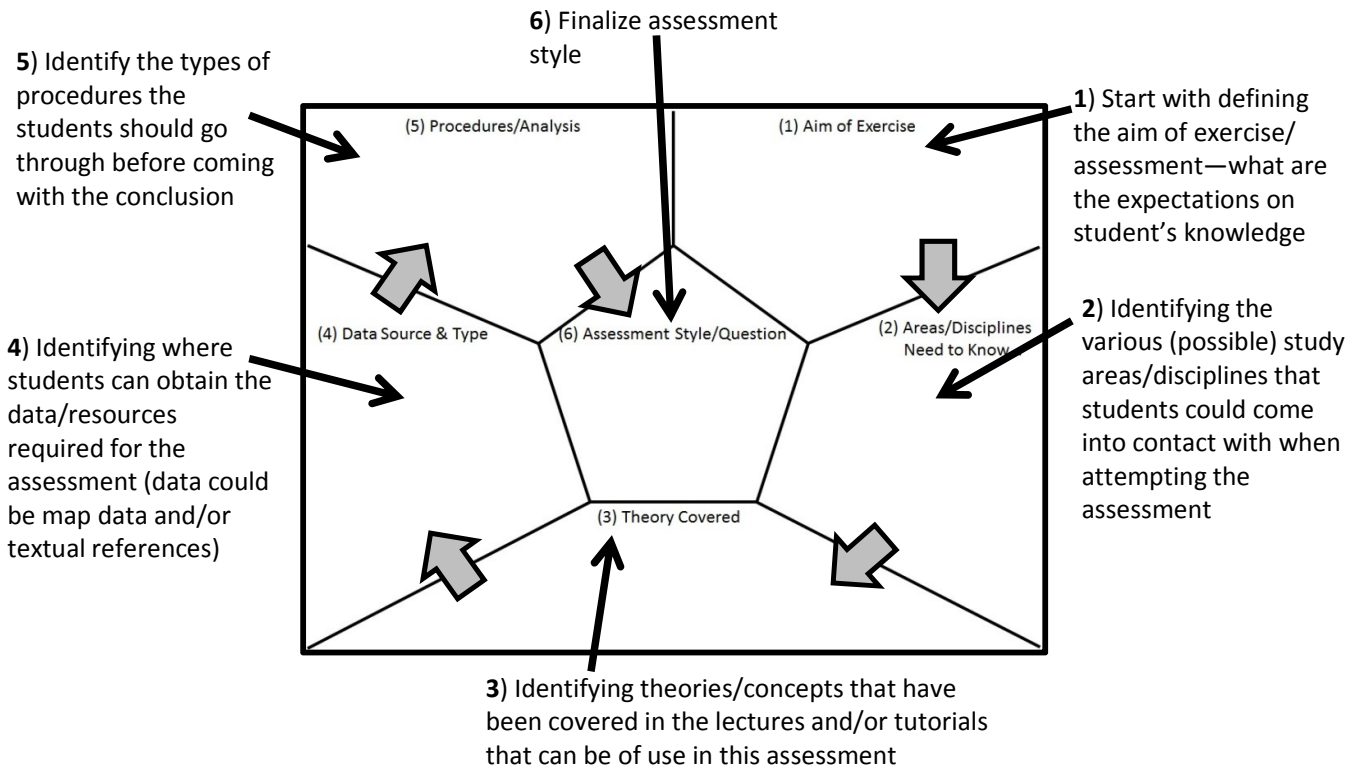 6) Finalize assessment
style
5) Identify the types of
procedures the
students should go
through before coming
with the conclusion
1) Start with defining
the aim of exercise/
assessment—what are
the expectations on
student's knowledge
(5) Procedures/Analysis
(1) Aim of Exercise
(4) Data Source & Type
(6) Assessment Style/Question
(2) Areas/Disciplines
Need to Know
2) Identifying the
various (possible) study
areas/disciplines that
students could come
into contact with when
attempting the
assessment
4) Identifying where
students can obtain the
data/resources
required for the
assessment (data could
be map data and/or
textual references)
(3) Theory Covered
3) Identifying theories/concepts that have
been covered in the lectures and/or tutorials
that can be of use in this assessment